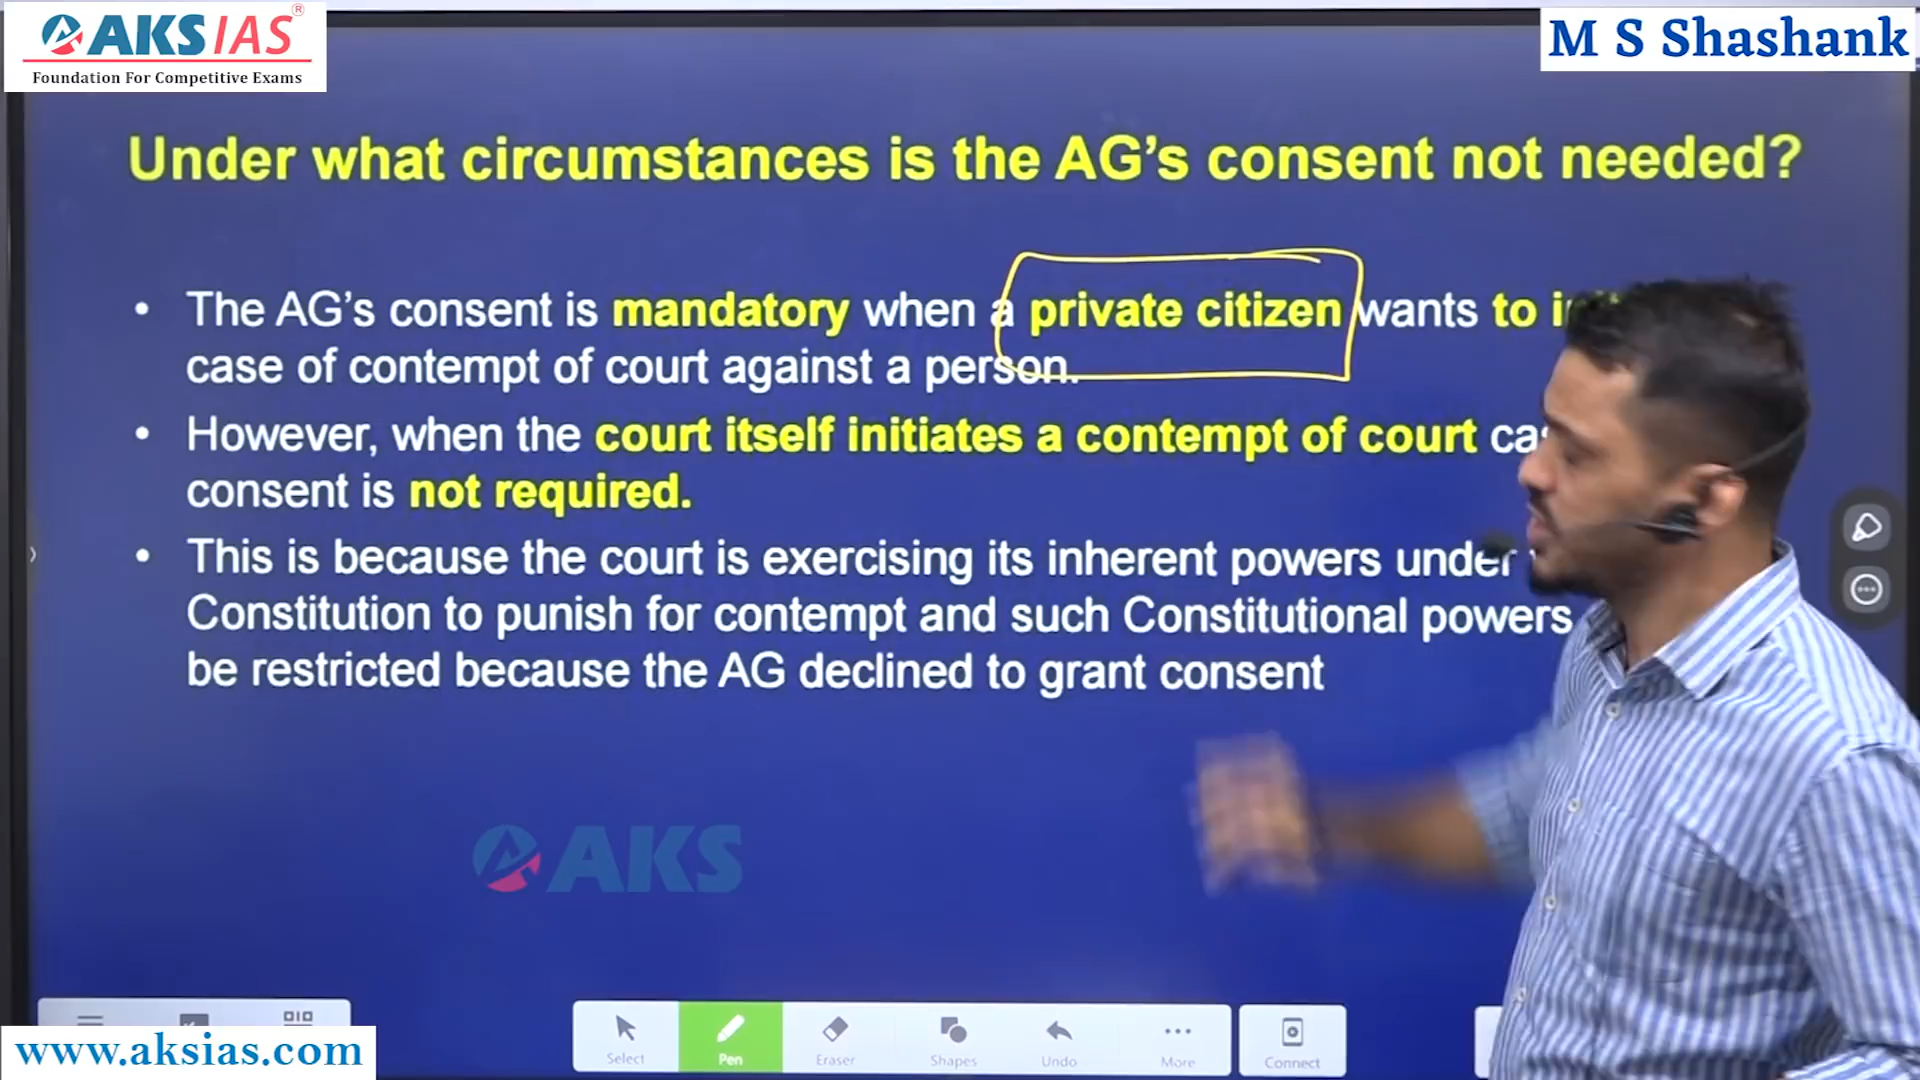 AKS IAS ®
Foundation For Competitive Exams
M S Shashank
Under what circumstances is the AG's consent not needed?
• The AG's consent is mandatory when a private citizen wants to
case of contempt of court against a person.
• However, when the court itself initiates a contempt of court
consent is not required.
• This is because the court is exercising its inherent powers under
Constitution to punish for contempt and such Constitutional powers
be restricted because the AG declined to grant consent
AKS
Select Pen Eraser Shapes Undo More Connect
www.aksias.com